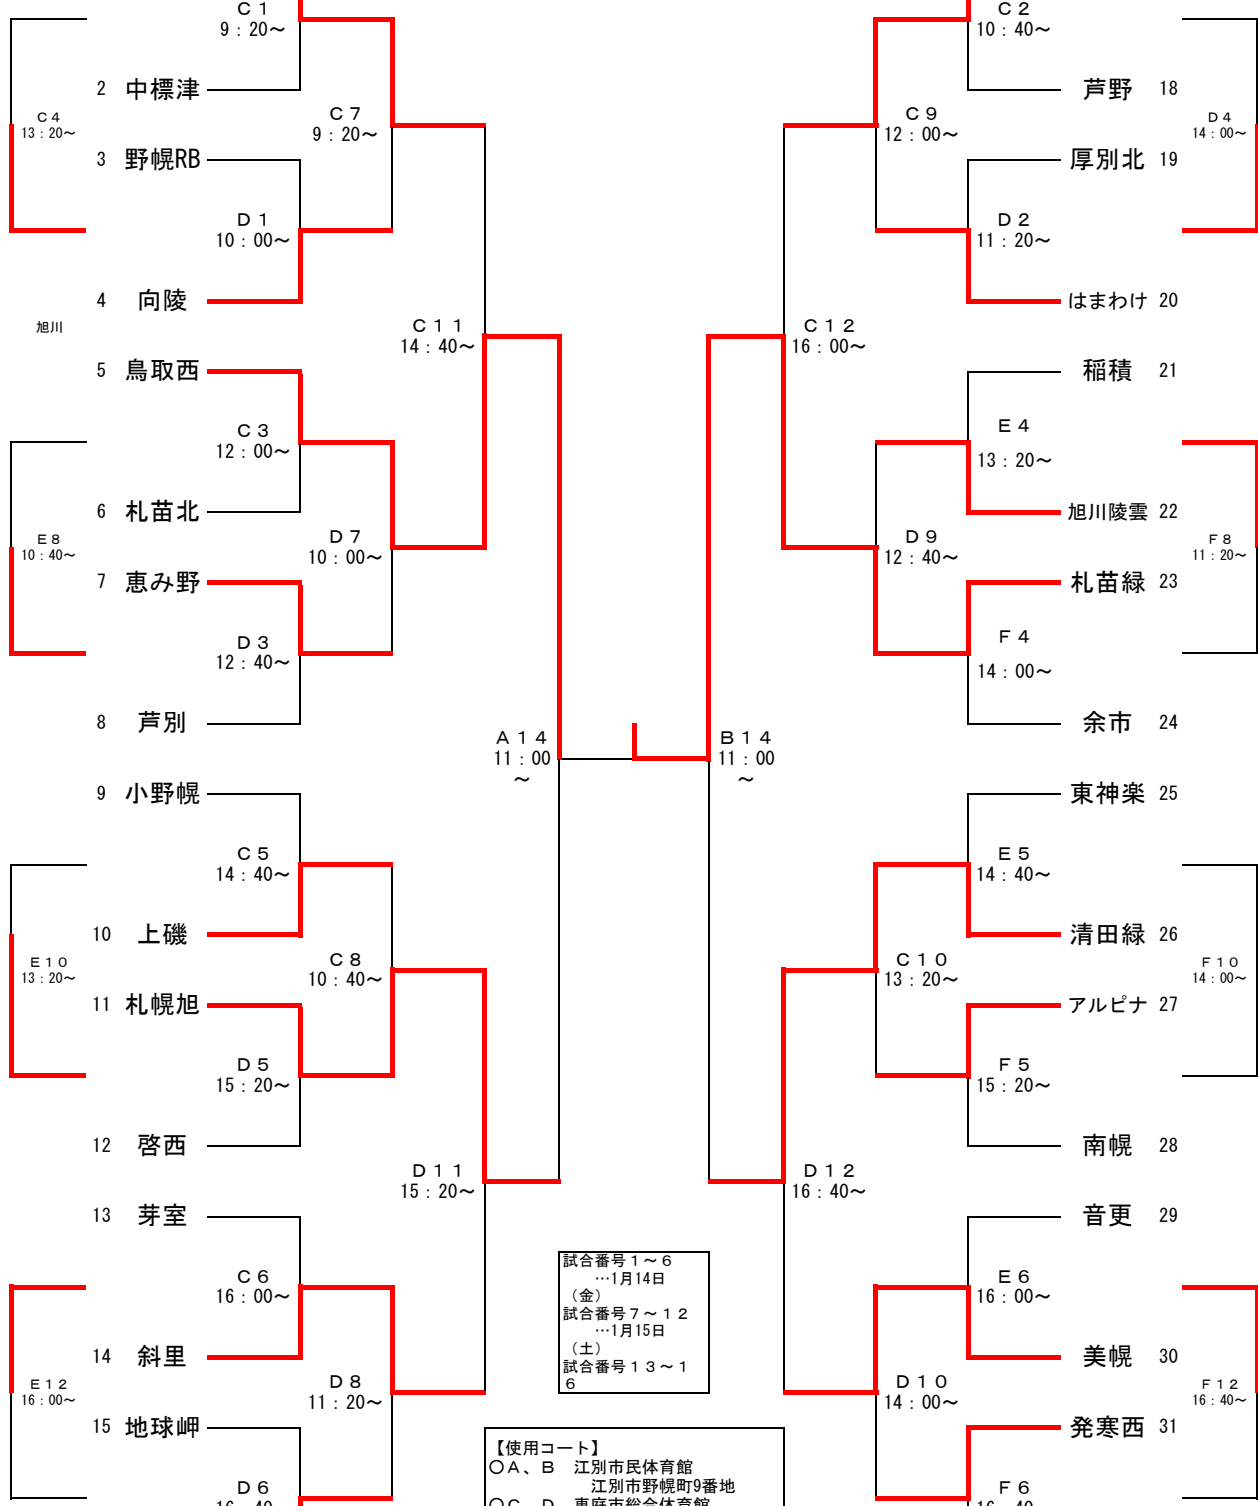 Ｃ１
9：20～
2 中標津
Ｃ４
13：20～
Ｃ７
9：20～
3 野幌RB
Ｄ１
10：00～
4 向陵
旭川
Ｃ１１
14：40～
5 鳥取西
Ｃ３
12：00～
6 札苗北
Ｅ８
10：40～
Ｄ７
10：00～
7 恵み野
Ｄ３
12：40～
8 芦別
Ａ１４
11：00
～
9 小野幌
Ｃ５
14：40～
10 上磯
Ｅ１０
13：20～
Ｃ８
10：40～
11 札幌旭
Ｄ５
15：20～
12 啓西
Ｄ１１
15：20～
13 芽室
Ｃ６
16：00～
14 斜里
Ｅ１２
16：00～
Ｄ８
11：20～
15 地球岬
Ｄ６
Ｃ２
10：40～
芦野 18
Ｃ９
12：00～
Ｄ４
14：00～
厚別北 19
Ｄ２
11：20～
はまわけ 20
Ｃ１２
16：00～
稲積 21
Ｅ４
13：20～
旭川陵雲 22
Ｄ９
12：40～
Ｆ８
11：20～
札苗緑 23
Ｆ４
14：00～
余市 24
Ｂ１４
11：00
～
東神楽 25
Ｅ５
14：40～
清田緑 26
Ｃ１０
13：20～
Ｆ１０
14：00～
アルピナ 27
Ｆ５
15：20～
南幌 28
Ｄ１２
16：40～
音更 29
Ｅ６
16：00～
美幌 30
Ｄ１０
14：00～
Ｆ１２
16：40～
発寒西 31
Ｆ６
試合番号１～６
…1月14日
（金）
試合番号７～１２
…1月15日
（土）
試合番号１３～１
６
【使用コート】
〇Ａ、Ｂ　江別市民体育館
江別市野幌町9番地
〇Ｃ、Ｄ　恵庭市総合体育館